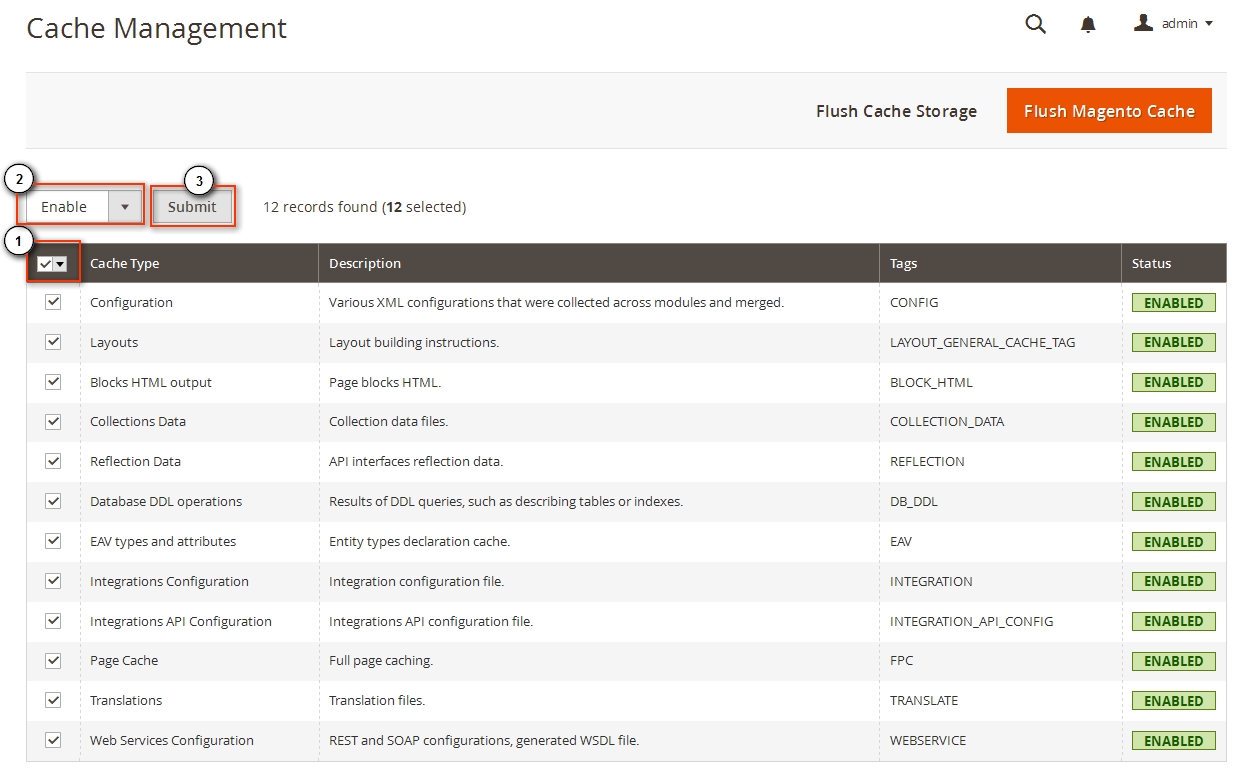 Cache Management
admin
Flush Cache Storage Flush Magento Cache
2 3
Enable Submit 12 records found (12 selected)
1
Cache Type Description Tags Status
Configuration Various XML configurations that were collected across modules and merged. CONFIG ENABLED
Layouts Layout building instructions. LAYOUT_GENERAL_CACHE_TAG ENABLED
Blocks HTML output Page blocks HTML. BLOCK_HTML ENABLED
Collections Data Collection data files. COLLECTION_DATA ENABLED
Reflection Data API interfaces reflection data. REFLECTION ENABLED
Database DDL operations Results of DDL queries, such as describing tables or indexes. DB_DDL ENABLED
EAV types and attributes Entity types declaration cache. EAV ENABLED
Integrations Configuration Integration configuration file. INTEGRATION ENABLED
Integrations API Configuration Integrations API configuration file. INTEGRATION_API_CONFIG ENABLED
Page Cache Full page caching. FPC ENABLED
Translations Translation files. TRANSLATE ENABLED
Web Services Configuration REST and SOAP configurations, generated WSDL file. WEBSERVICE ENABLED